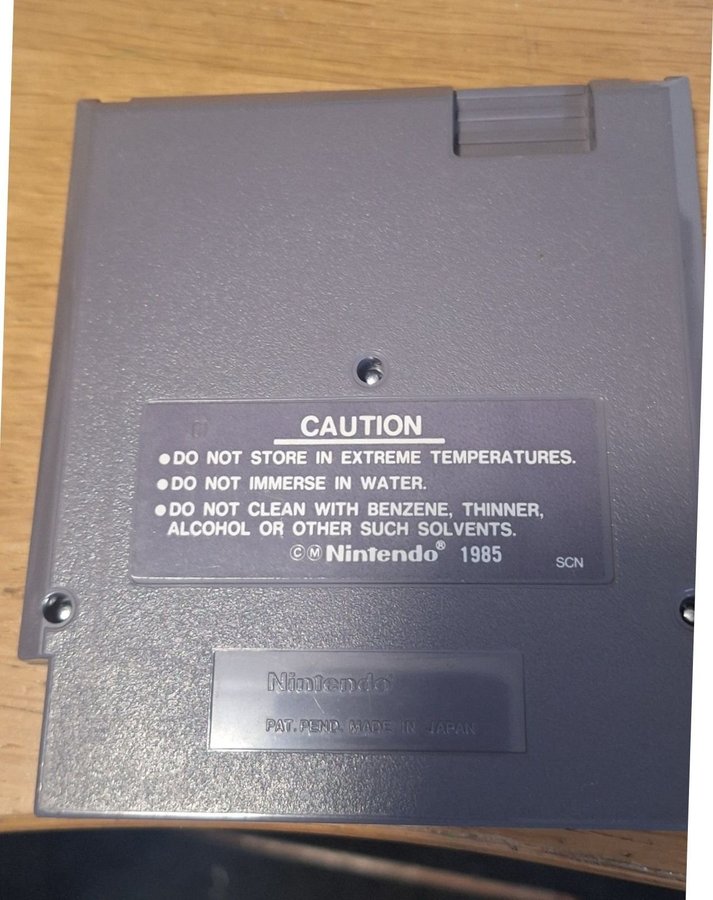 CAUTION
●DO NOT STORE IN EXTREME TEMPERATURES.
●DO NOT IMMERSE IN WATER.
●DO NOT CLEAN WITH BENZENE, THINNER,
ALCOHOL OR OTHER SUCH SOLVENTS.
ⒸⓂNintendo® 1985
SCN
Nintendo®
PAT. PEND. MADE IN JAPAN